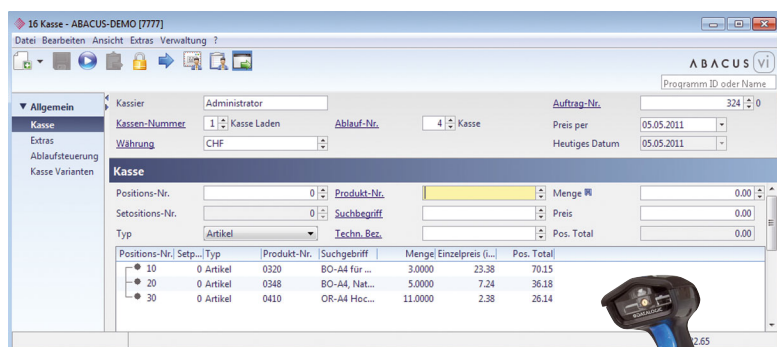 16 Kasse - ABACUS-DEMO [7777]
Datei Bearbeiten Ansicht Extras Verwaltung ?
ABACUS vi
Programm ID oder Name
Allgemein
Kasse
Extras
Ablaufsteuerung
Kasse Varianten
Kassier Administrator Auftrag-Nr. 324 0
Kassen-Nummer 1 Kasse Laden Ablauf-Nr. 4 Kasse Preis per 05.05.2011
Währung CHF Heutiges Datum 05.05.2011
Kasse
Positions-Nr. 0 Produkt-Nr. Menge 0.00
Setositions-Nr. 0 Suchbegriff Preis 0.00
Typ Artikel Techn. Bez. Pos. Total 0.00
Positions-Nr. Setp... Typ Produkt-Nr. Suchgebriff Menge Einzelpreis (i... Pos. Total
10 0 Artikel 0320 BO-A4 für ... 3.0000 23.38 70.15
20 0 Artikel 0348 BO-A4, Nat... 5.0000 7.24 36.18
30 0 Artikel 0410 OR-A4 Hoc... 11.0000 2.38 26.14
DATALOGIC
2.65